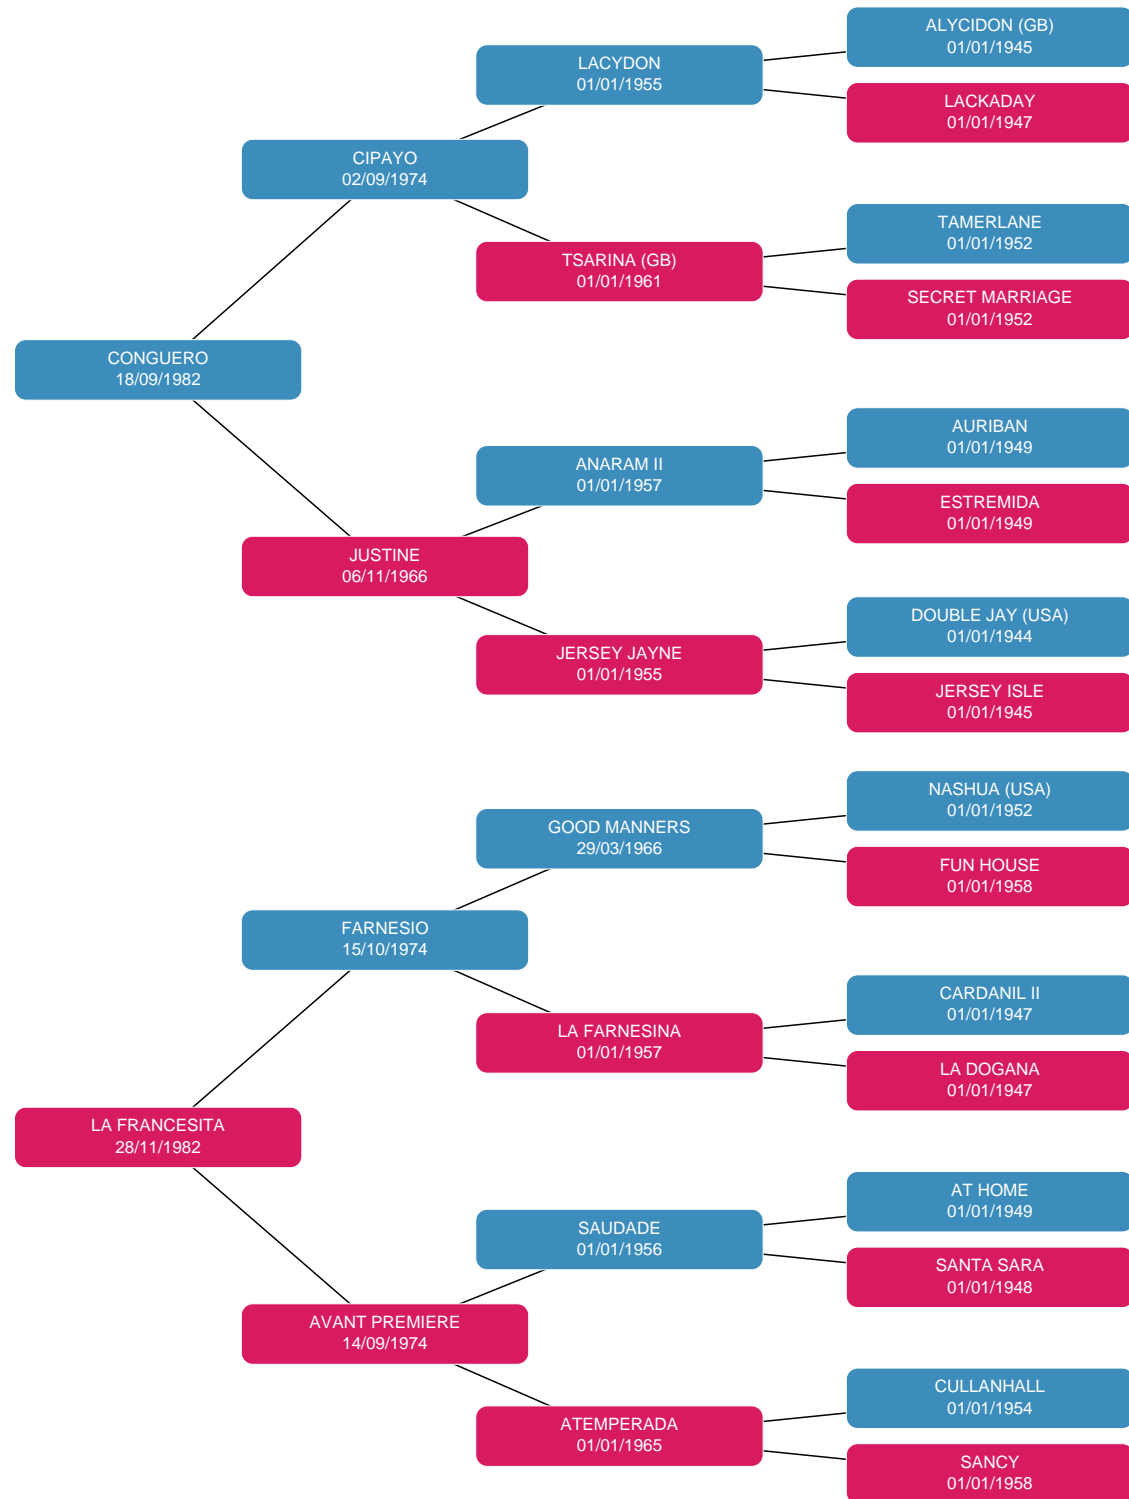 ALYCIDON (GB)
01/01/1945
LACYDON
01/01/1955
LACKADAY
01/01/1947
CIPAYO
02/09/1974
TAMERLANE
01/01/1952
TSARINA (GB)
01/01/1961
SECRET MARRIAGE
01/01/1952
CONGUERO
18/09/1982
AURIBAN
01/01/1949
ANARAM II
01/01/1957
ESTREMIDA
01/01/1949
JUSTINE
06/11/1966
DOUBLE JAY (USA)
01/01/1944
JERSEY JAYNE
01/01/1955
JERSEY ISLE
01/01/1945
NASHUA (USA)
01/01/1952
GOOD MANNERS
29/03/1966
FUN HOUSE
01/01/1958
FARNESIO
15/10/1974
CARDANIL II
01/01/1947
LA FARNESINA
01/01/1957
LA DOGANA
01/01/1947
LA FRANCESITA
28/11/1982
AT HOME
01/01/1949
SAUDADE
01/01/1956
SANTA SARA
01/01/1948
AVANT PREMIERE
14/09/1974
CULLANHALL
01/01/1954
ATEMPERADA
01/01/1965
SANCY
01/01/1958